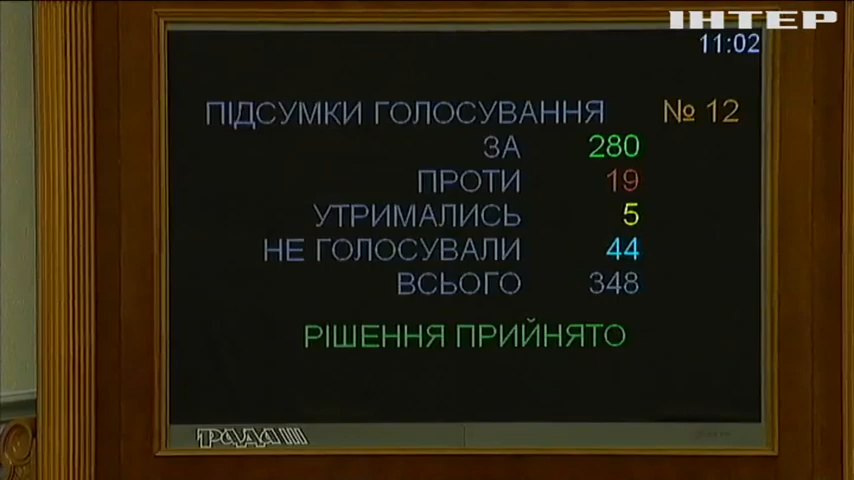 ІНТЕР
11:02
ПІДСУМКИ ГОЛОСУВАННЯ № 12
ЗА 280
ПРОТИ 19
УТРИМАЛИСЬ 5
НЕ ГОЛОСУВАЛИ 44
ВСЬОГО 348
РІШЕННЯ ПРИЙНЯТО
РАДА III